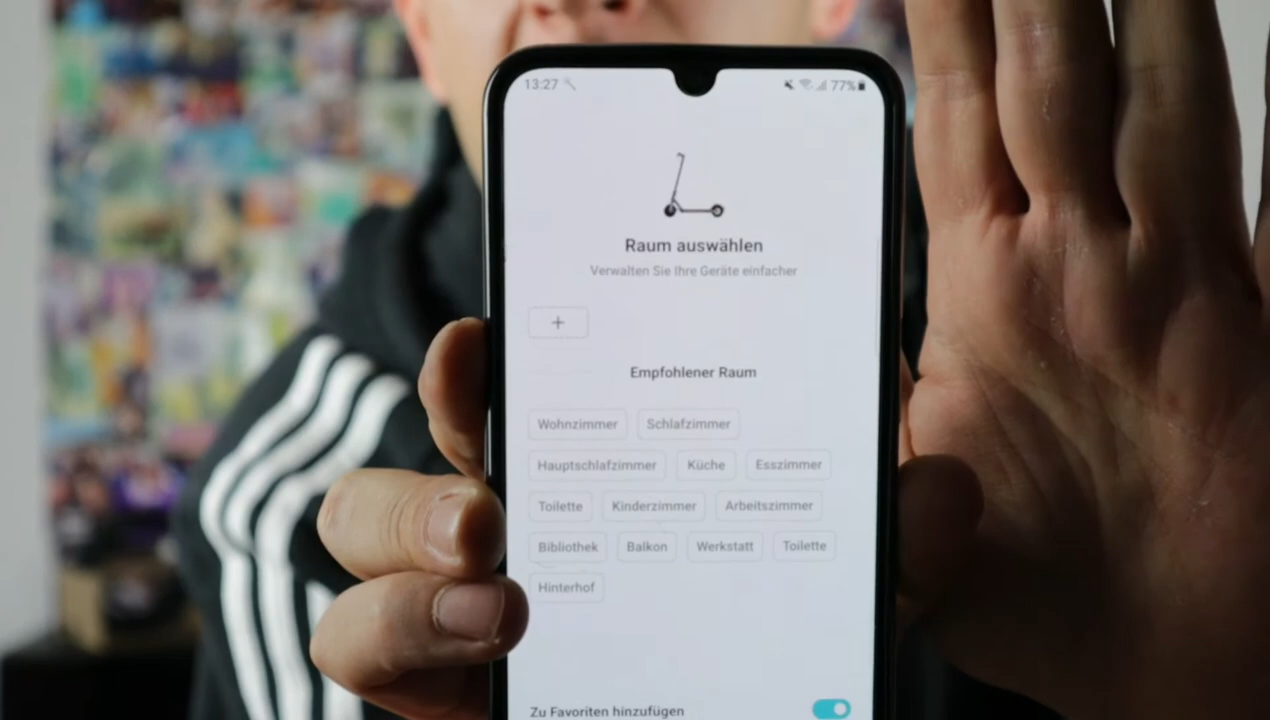 13:27 77%
Raum auswählen
Verwalten Sie Ihre Geräte einfacher
+
Empfohlener Raum
Wohnzimmer Schlafzimmer
Hauptschlafzimmer Küche Esszimmer
Toilette Kinderzimmer Arbeitszimmer
Bibliothek Balkon Werkstatt Toilette
Hinterhof
Zu Favoriten hinzufügen